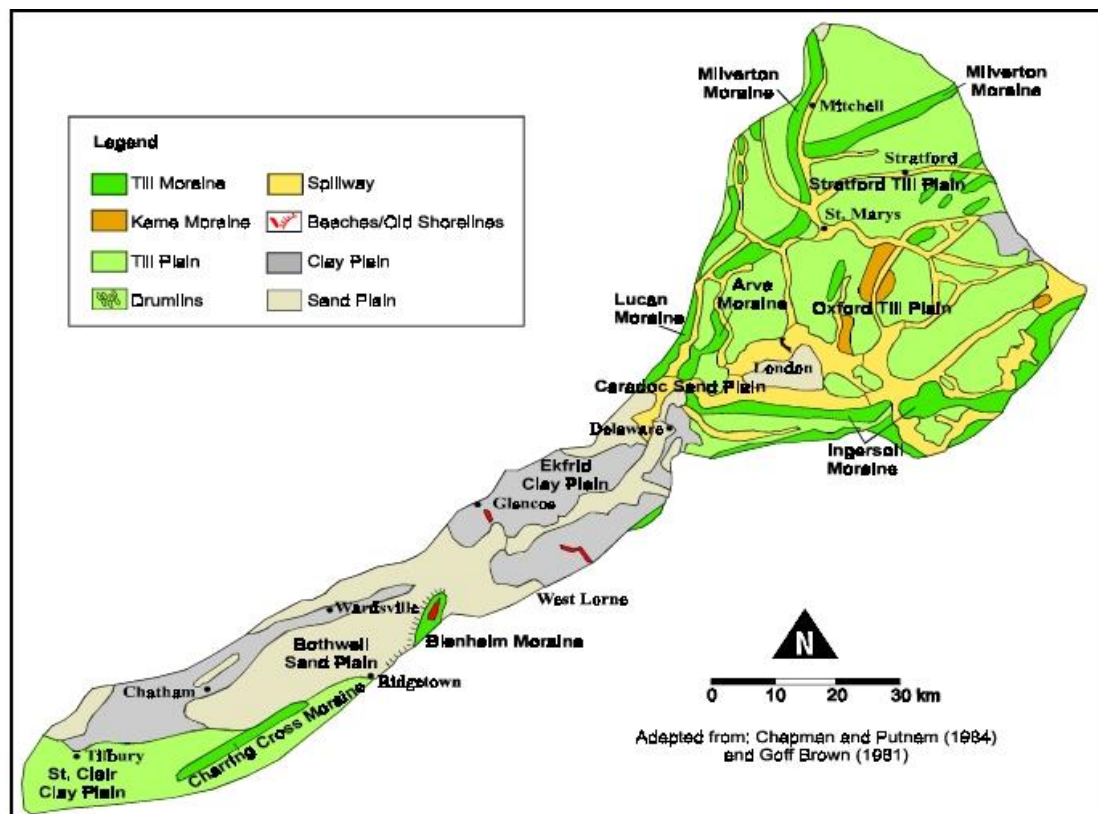 Milverton
Moraine
Milverton
Moraine
Mitchell
Legend
Till Moraine
Spillway
Kame Moraine
Beaches/Old Shorelines
Till Plain
Clay Plain
Drumlins
Sand Plain
Stratford
Stratford Till Plain
St. Marys
Arva
Moraine
Lucan
Moraine
Oxford Till Plain
London
Caradoc Sand Plain
Delaware
Ingersoll
Moraine
Ekfrid
Clay Plain
Glencoe
West Lorne
Wardsville
Blenheim Moraine
Bothwell
Sand Plain
Ridgetown
Chatham
Charring Cross Moraine
Tilbury
St. Clair
Clay Plain
N
0 10 20 30 km
Adapted from; Chapman and Putnam (1984)
and Goff Brown (1981)